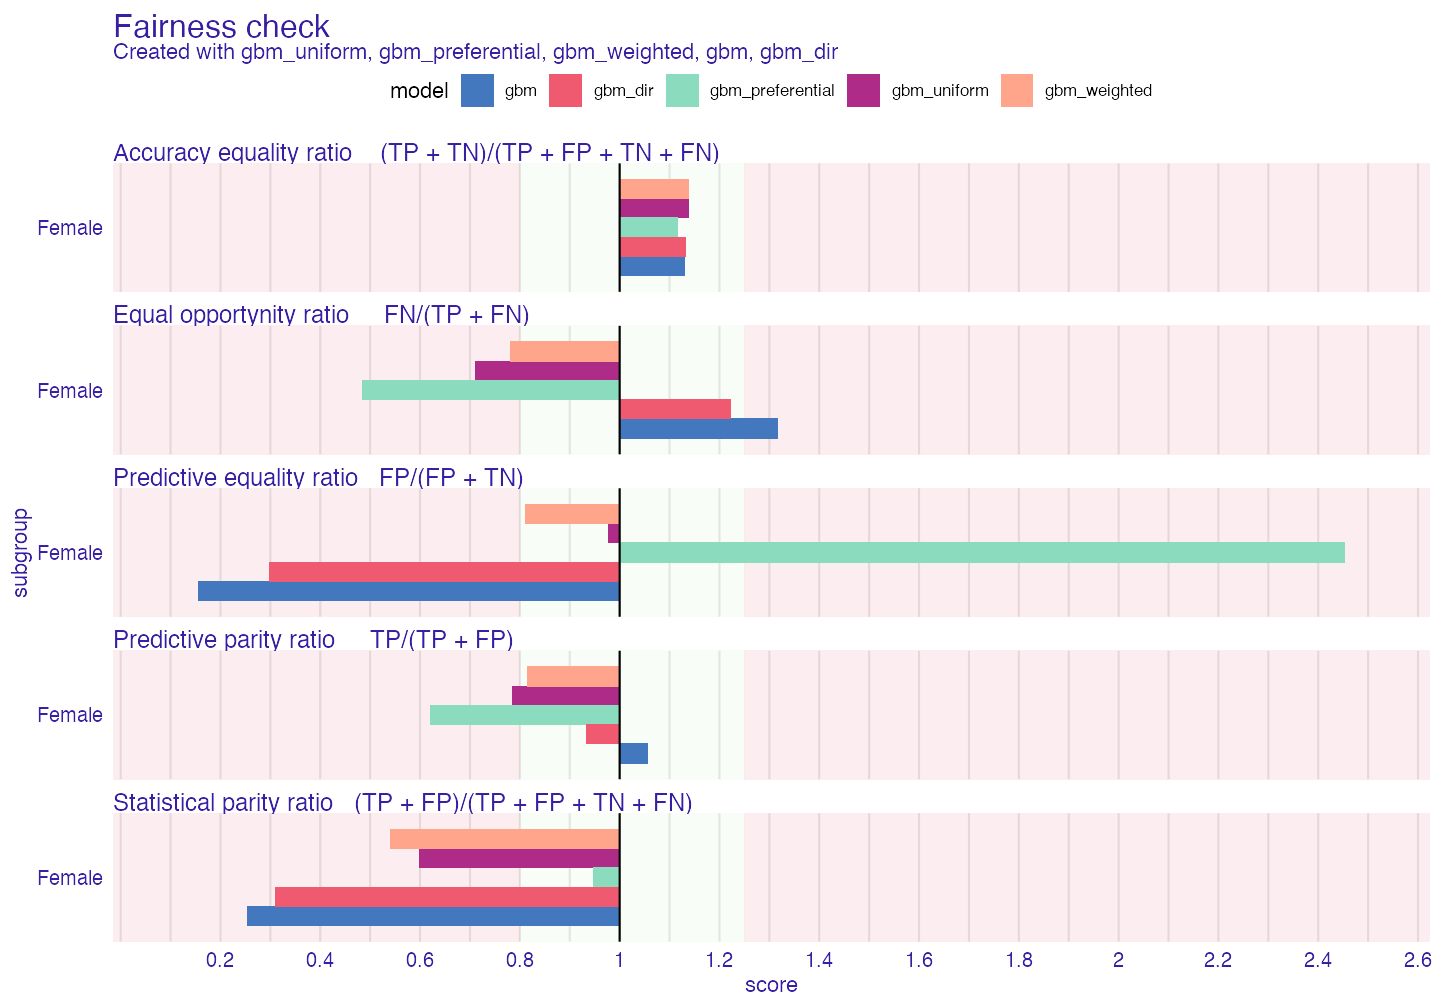 Fairness check
Created with gbm_uniform, gbm_preferential, gbm_weighted, gbm, gbm_dir
model gbm gbm_dir gbm_preferential gbm_uniform gbm_weighted
Accuracy equality ratio (TP + TN)/(TP + FP + TN + FN)
Female
Equal opportynity ratio FN/(TP + FN)
Female
Predictive equality ratio FP/(FP + TN)
Female
subgroup
Predictive parity ratio TP/(TP + FP)
Female
Statistical parity ratio (TP + FP)/(TP + FP + TN + FN)
Female
0.2 0.4 0.6 0.8 1 1.2 1.4 1.6 1.8 2 2.2 2.4 2.6
score